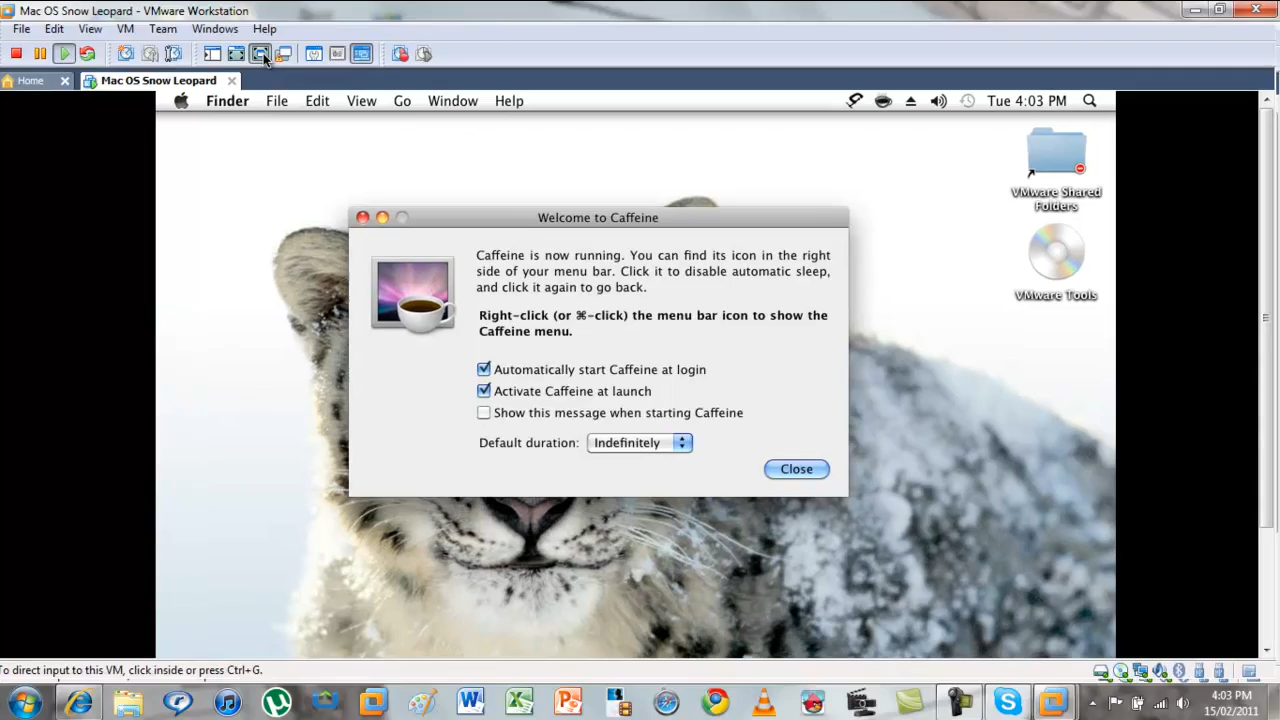 Mac OS Snow Leopard - VMware Workstation
File Edit View VM Team Windows Help
Home
Mac OS Snow Leopard
Finder File Edit View Go Window Help
Tue 4:03 PM
VMware Shared
Folders
VMware Tools
Welcome to Caffeine
Caffeine is now running. You can find its icon in the right
side of your menu bar. Click it to disable automatic sleep,
and click it again to go back.
Right-click (or ⌘-click) the menu bar icon to show the
Caffeine menu.
Automatically start Caffeine at login
Activate Caffeine at launch
Show this message when starting Caffeine
Default duration: Indefinitely
Close
To direct input to this VM, click inside or press Ctrl+G.
4:03 PM
15/02/2011